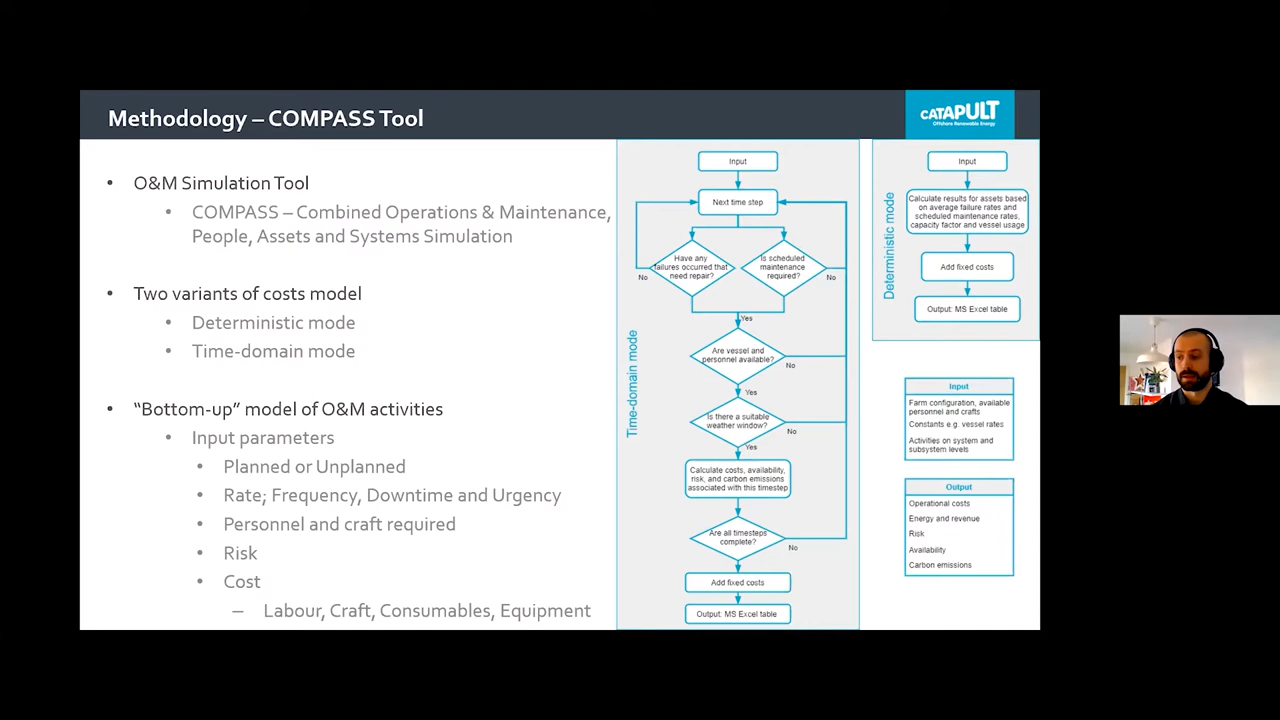 Methodology – COMPASS Tool
CATAPULT
Offshore Renewable Energy
• O&M Simulation Tool
• COMPASS – Combined Operations & Maintenance,
People, Assets and Systems Simulation
• Two variants of costs model
• Deterministic mode
• Time-domain mode
• “Bottom-up” model of O&M activities
• Input parameters
• Planned or Unplanned
• Rate; Frequency, Downtime and Urgency
• Personnel and craft required
• Risk
• Cost
– Labour, Craft, Consumables, Equipment
Time-domain mode
Input
Next time step
Have any
failures occurred that
need repair?
No
Is scheduled
maintenance
required?
No
Yes
Are vessel and
personnel available?
No
Yes
Is there a suitable
weather window?
No
Yes
Calculate costs, availability,
risk, and carbon emissions
associated with this timestep
Are all timesteps
complete?
No
Add fixed costs
Output: MS Excel table
Deterministic mode
Input
Calculate results for assets based
on average failure rates and
scheduled maintenance rates,
capacity factor and vessel usage
Add fixed costs
Output: MS Excel table
Input
Farm configuration, available
personnel and crafts
Constants e.g. vessel rates
Activities on system and
subsystem levels
Output
Operational costs
Energy and revenue
Risk
Availability
Carbon emissions